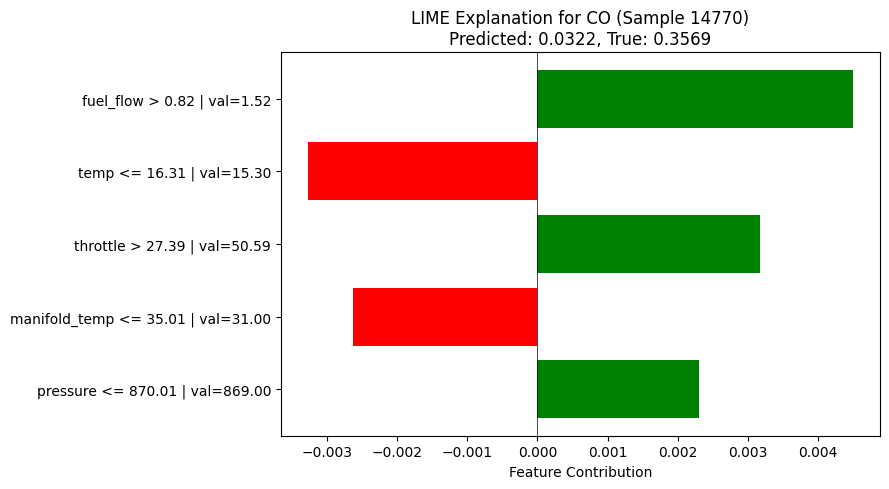 LIME Explanation for CO (Sample 14770)
Predicted: 0.0322, True: 0.3569
fuel_flow > 0.82 | val=1.52
temp <= 16.31 | val=15.30
throttle > 27.39 | val=50.59
manifold_temp <= 35.01 | val=31.00
pressure <= 870.01 | val=869.00
−0.003 −0.002 −0.001 0.000 0.001 0.002 0.003 0.004
Feature Contribution